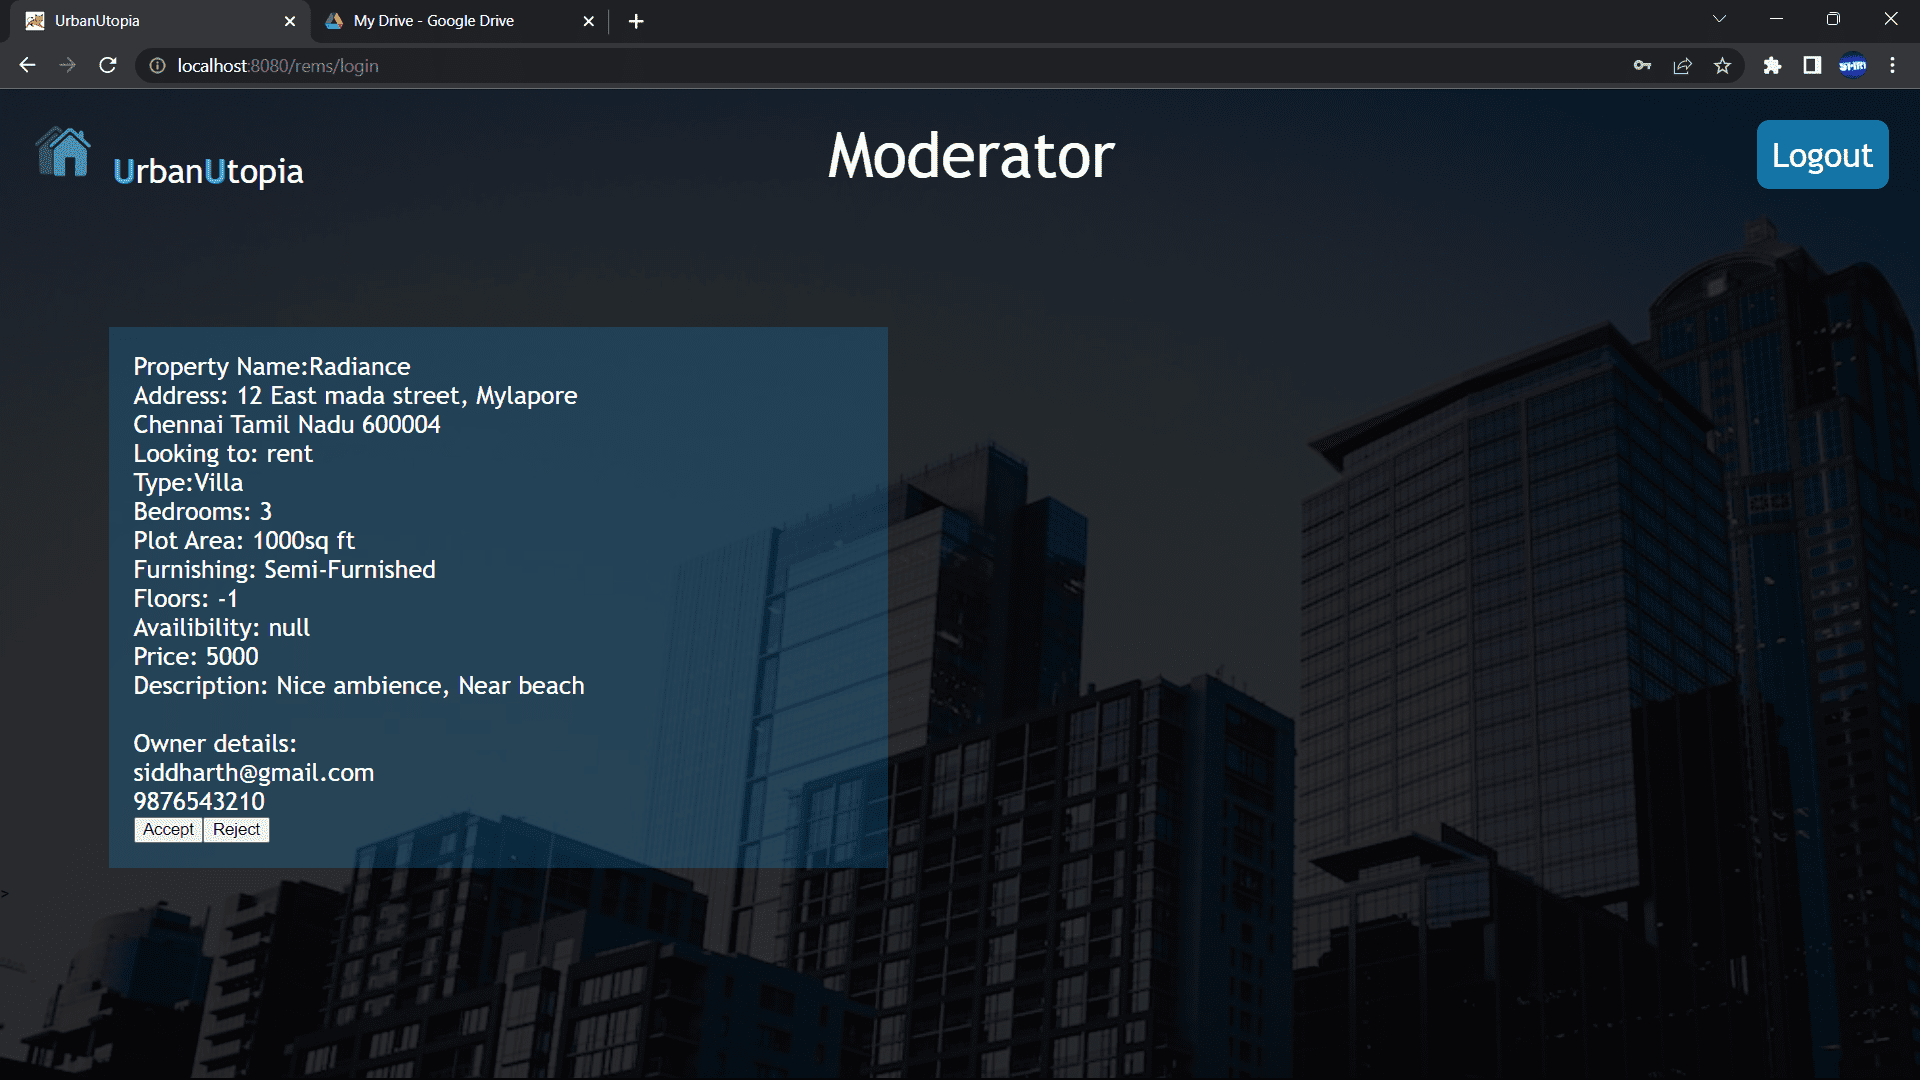 UrbanUtopia
My Drive - Google Drive
localhost:8080/rems/login
UrbanUtopia
Moderator
Logout
Property Name:Radiance
Address: 12 East mada street, Mylapore
Chennai Tamil Nadu 600004
Looking to: rent
Type:Villa
Bedrooms: 3
Plot Area: 1000sq ft
Furnishing: Semi-Furnished
Floors: -1
Availibility: null
Price: 5000
Description: Nice ambience, Near beach
Owner details:
siddharth@gmail.com
9876543210
Accept Reject
>